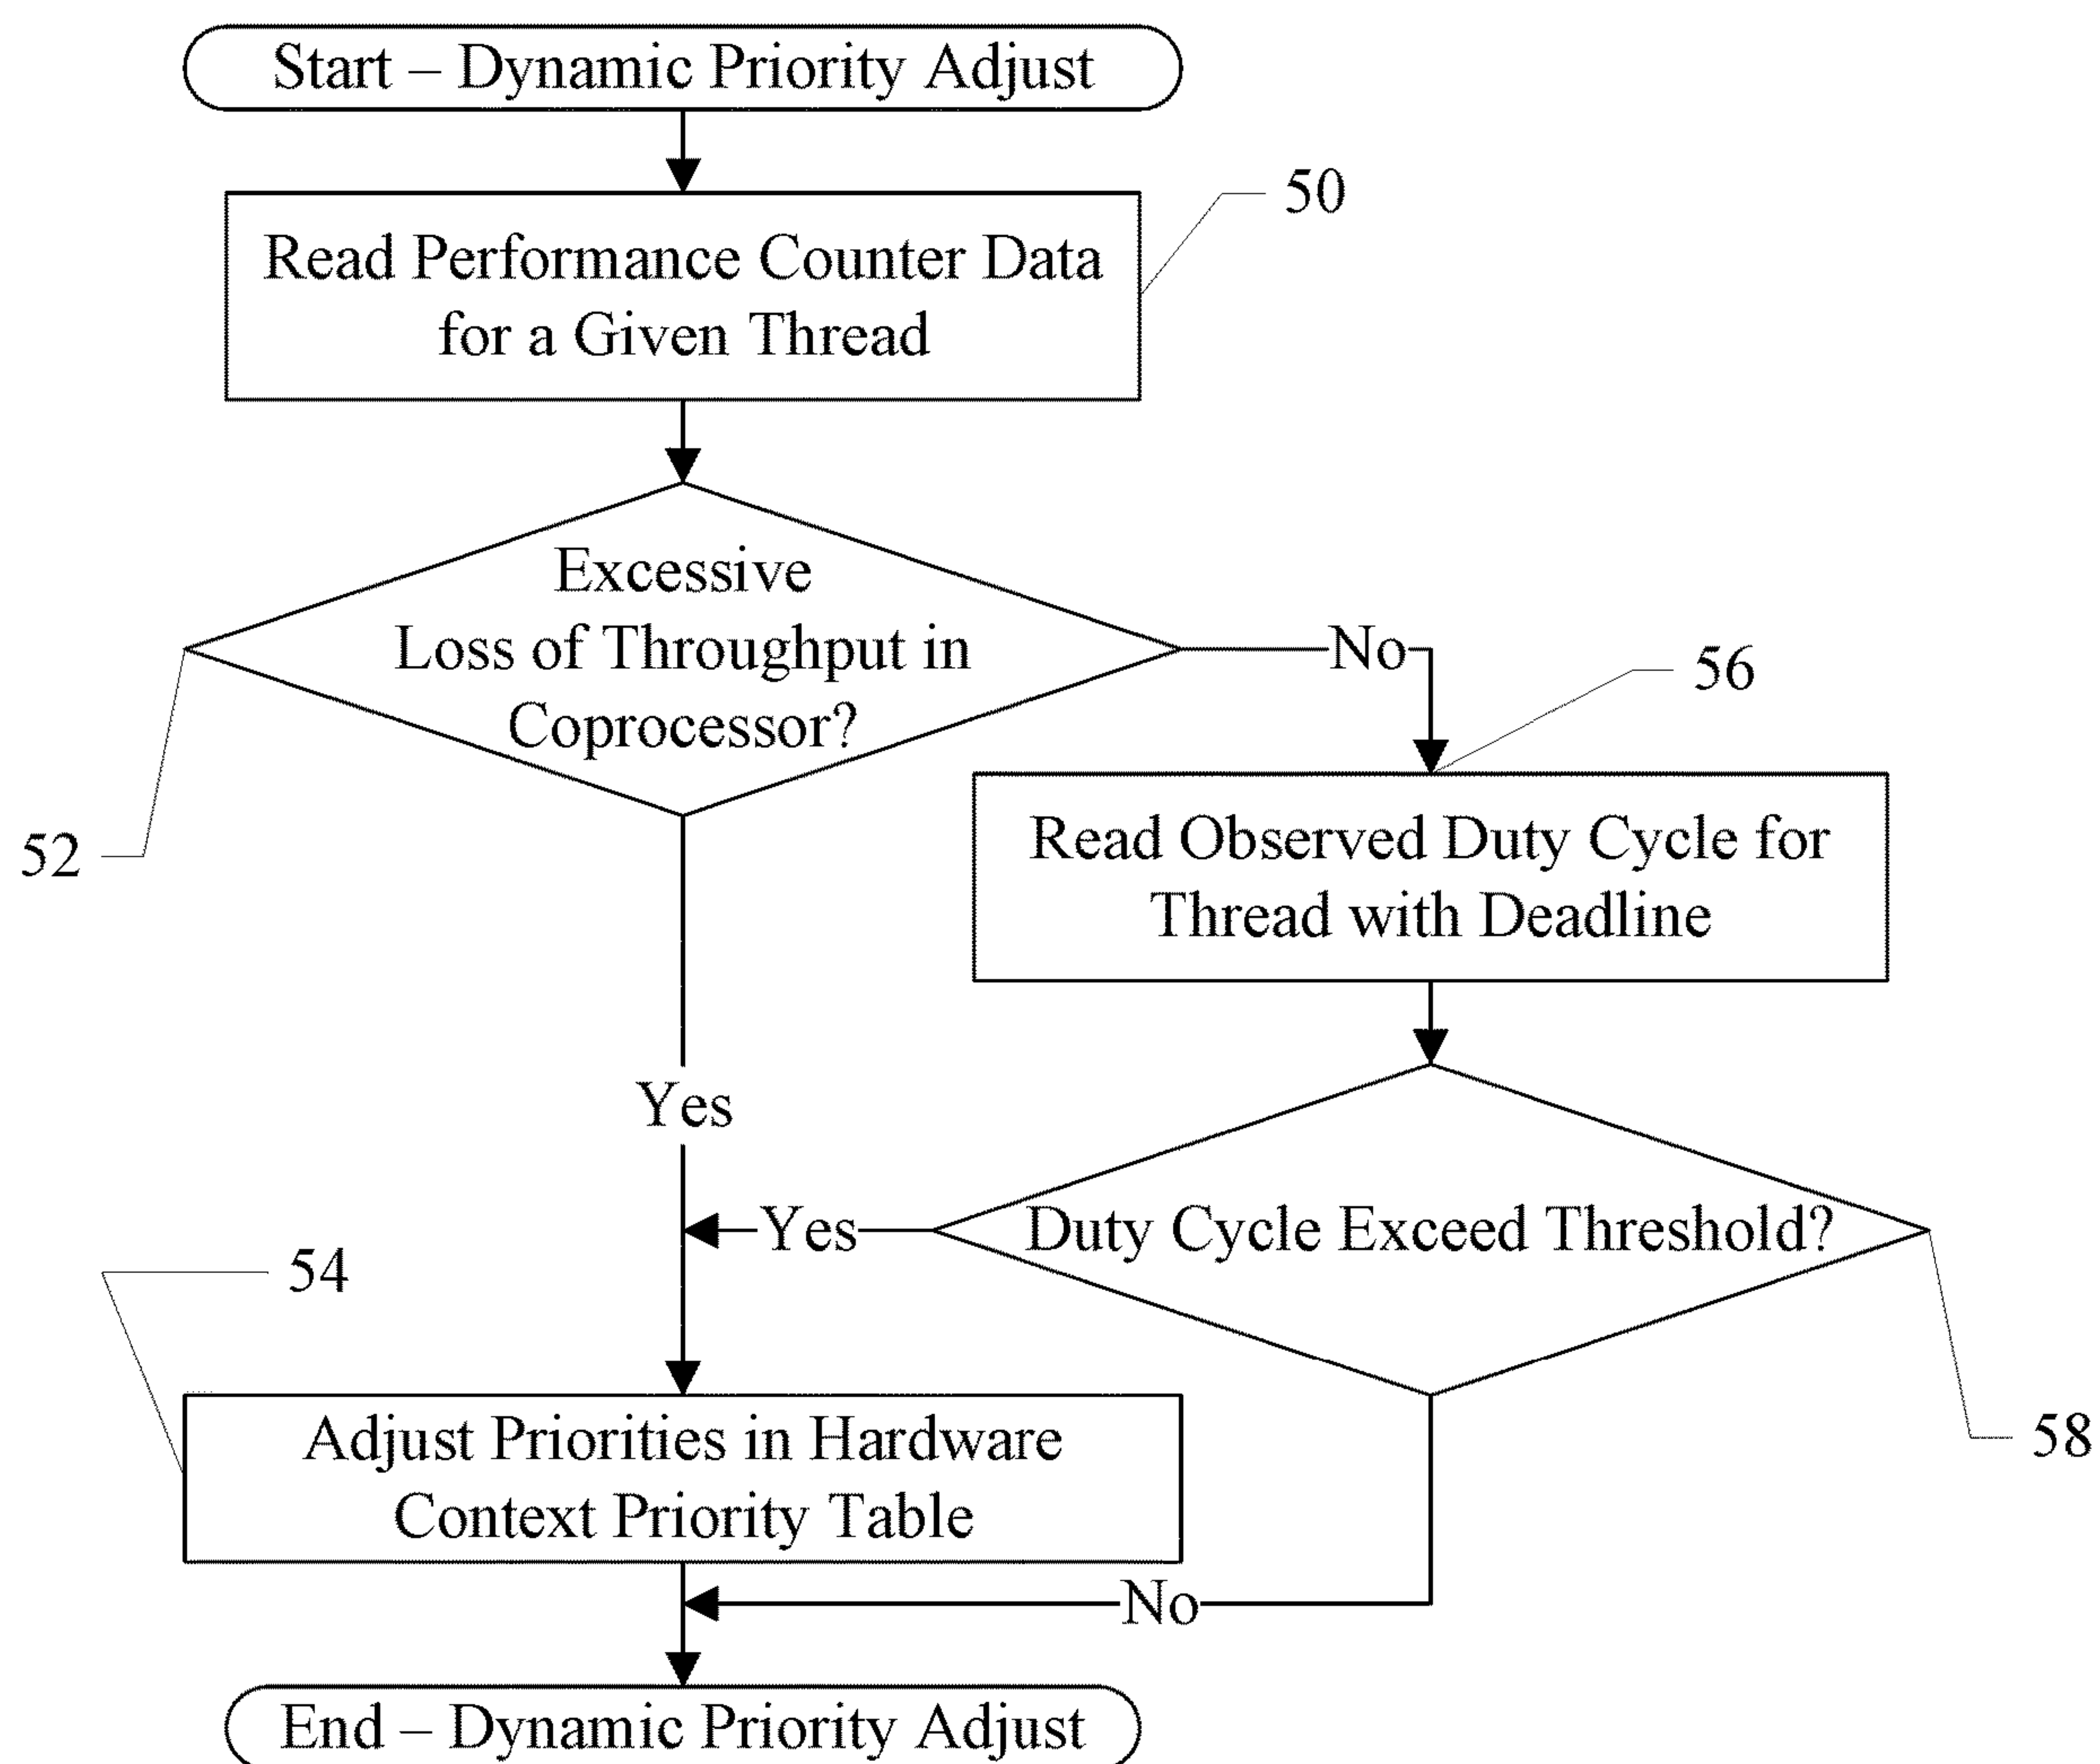 Start – Dynamic Priority Adjust
50
Read Performance Counter Data
for a Given Thread
Excessive
Loss of Throughput in
Coprocessor?
No
56
52
Read Observed Duty Cycle for
Thread with Deadline
Yes
Yes
Duty Cycle Exceed Threshold?
54
Adjust Priorities in Hardware
Context Priority Table
58
No
End – Dynamic Priority Adjust